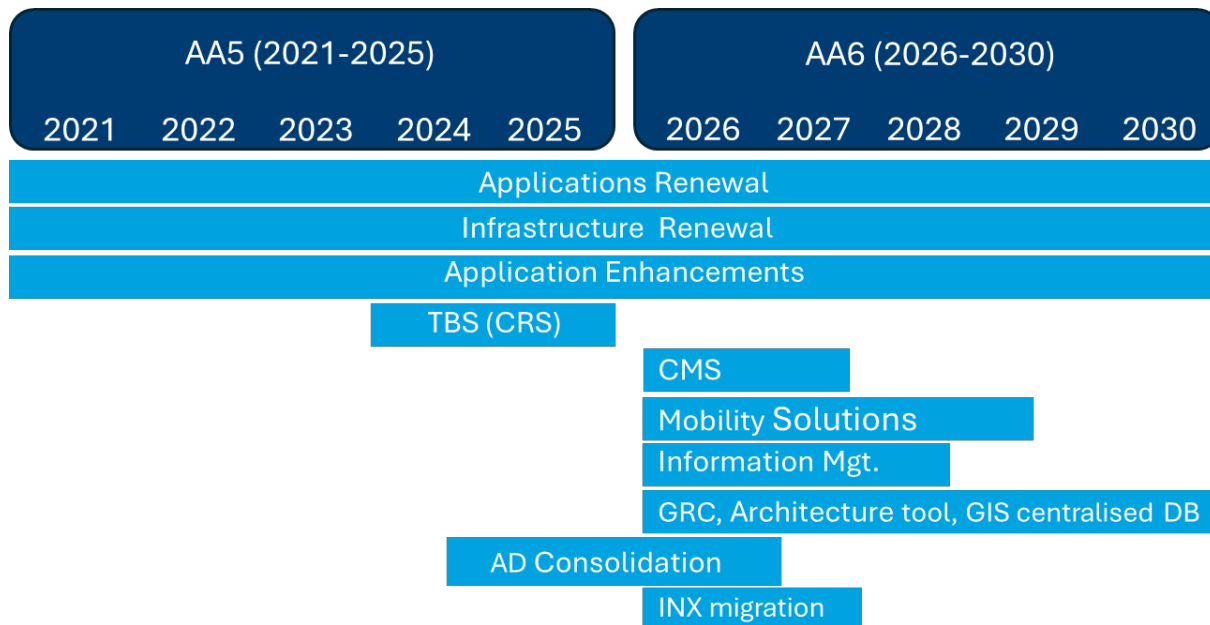 AA5 (2021-2025)
AA6 (2026-2030)
2021 2022 2023 2024 2025
2026 2027 2028 2029 2030
Applications Renewal
Infrastructure Renewal
Application Enhancements
TBS (CRS)
CMS
Mobility Solutions
Information Mgt.
GRC, Architecture tool, GIS centralised DB
AD Consolidation
INX migration